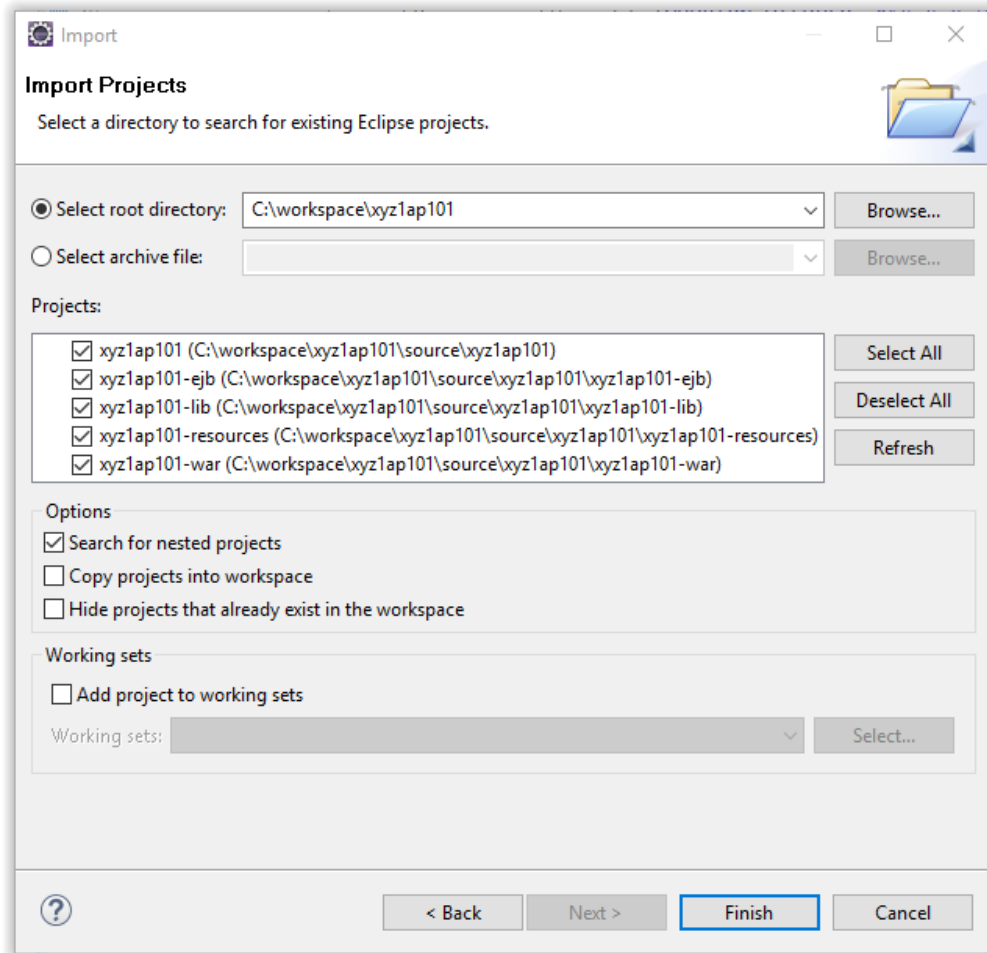 Import
Import Projects
Select a directory to search for existing Eclipse projects.
Select root directory: C:\workspace\xyz1ap101 Browse...
Select archive file: Browse...
Projects:
xyz1ap101 (C:\workspace\xyz1ap101\source\xyz1ap101)
xyz1ap101-ejb (C:\workspace\xyz1ap101\source\xyz1ap101\xyz1ap101-ejb)
xyz1ap101-lib (C:\workspace\xyz1ap101\source\xyz1ap101\xyz1ap101-lib)
xyz1ap101-resources (C:\workspace\xyz1ap101\source\xyz1ap101\xyz1ap101-resources)
xyz1ap101-war (C:\workspace\xyz1ap101\source\xyz1ap101\xyz1ap101-war)
Select All
Deselect All
Refresh
Options
Search for nested projects
Copy projects into workspace
Hide projects that already exist in the workspace
Working sets
Add project to working sets
Working sets: Select...
? < Back Next > Finish Cancel